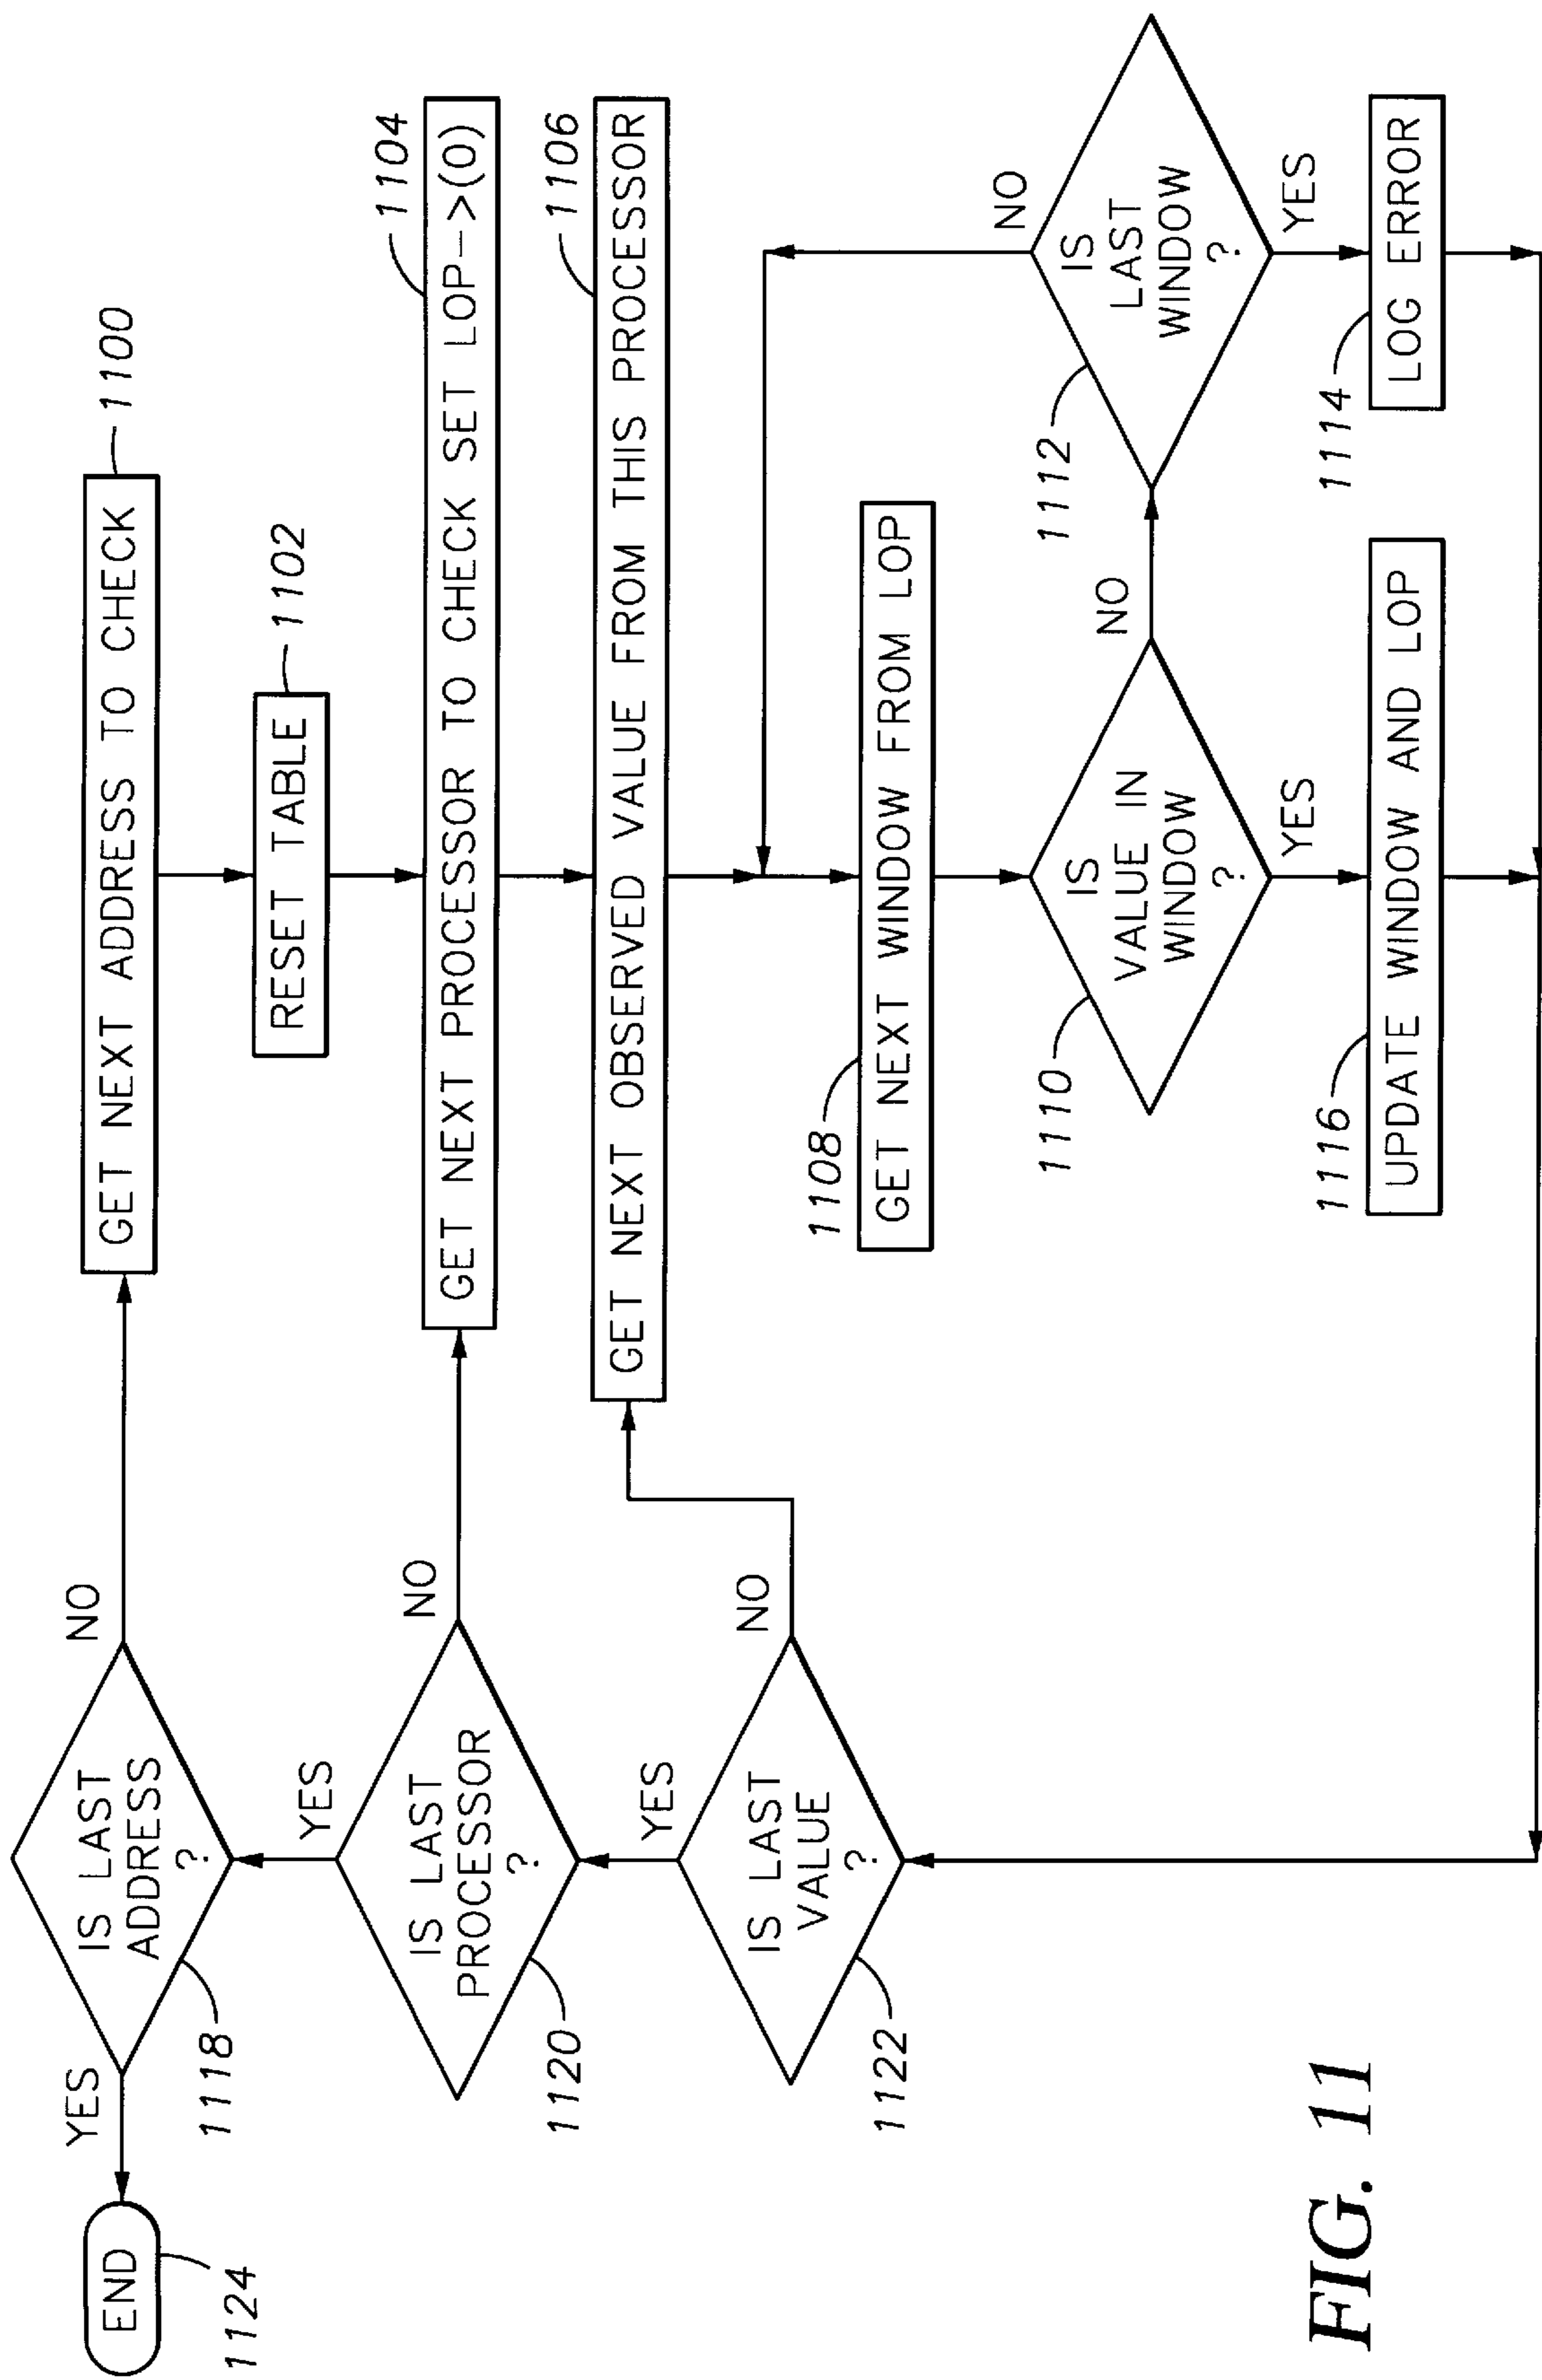 GET NEXT ADDRESS TO CHECK
1100
RESET TABLE
1102
GET NEXT PROCESSOR TO CHECK SET LOP->(0)
1104
GET NEXT OBSERVED VALUE FROM THIS PROCESSOR
1106
GET NEXT WINDOW FROM LOP
1108
IS
VALUE IN
WINDOW
?
1110
NO
YES
IS
LAST
WINDOW
?
1112
NO
YES
LOG ERROR
1114
UPDATE WINDOW AND LOP
1116
IS LAST
ADDRESS
?
1118
NO
YES
IS LAST
PROCESSOR
?
1120
NO
YES
IS LAST
VALUE
?
1122
NO
YES
END
1124
FIG. 11